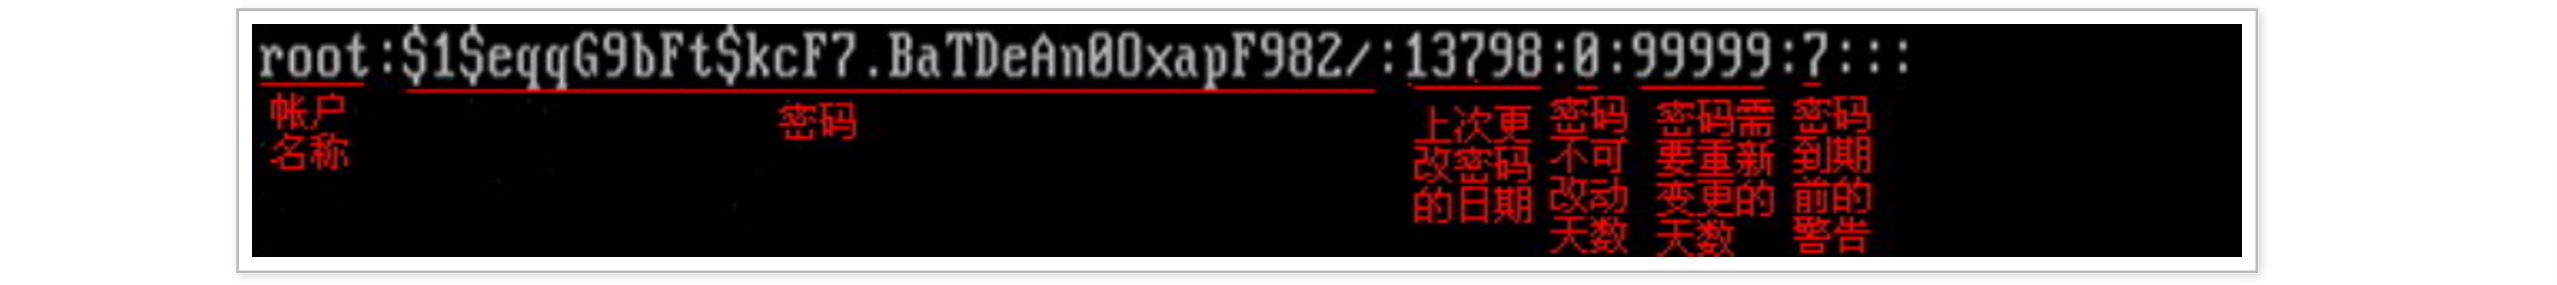 root:$1$eqqG9bFt$kcF7.BaTDeAn0OxapF982/:13798:0:99999:7:::
帐户
名称
密码
上次更
改密码
的日期
密码
不可
改动
天数
密码需
要重新
变更的
天数
密码
到期
前的
警告